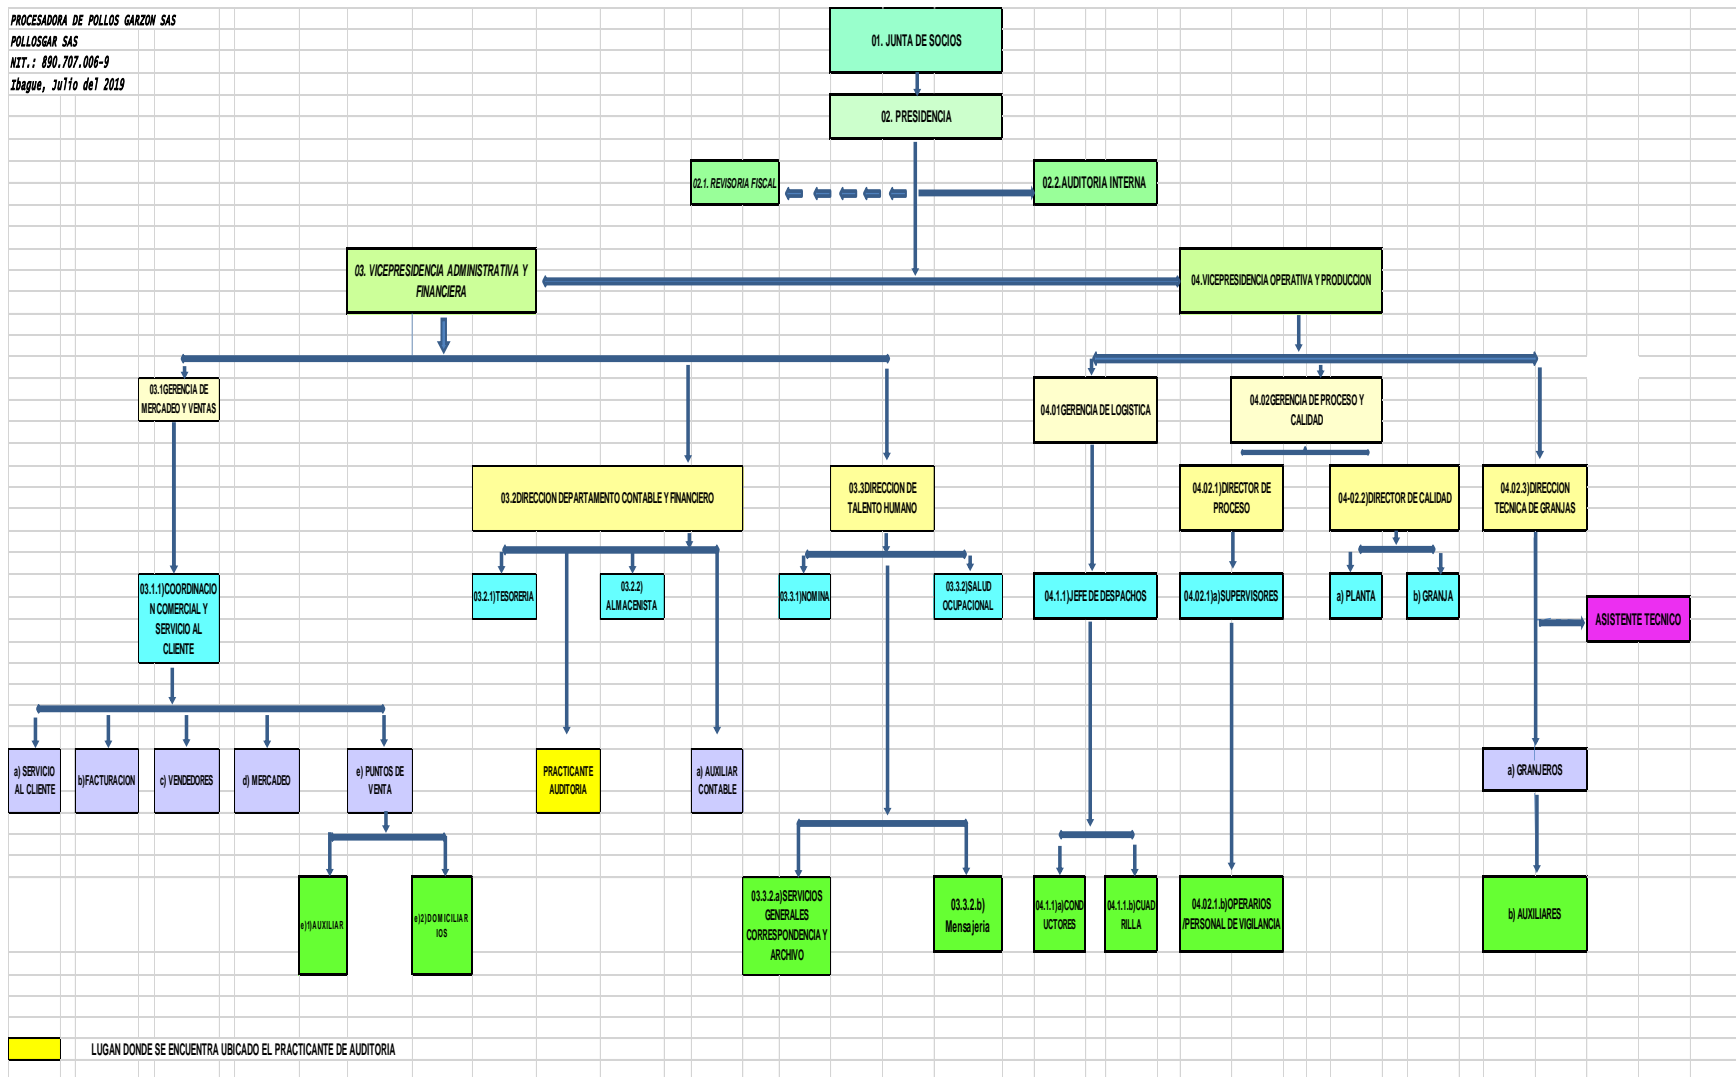 PROCESADORA DE POLLOS GARZON SAS
POLLOSGAR SAS
NIT.: 890.707.006-9
Ibague, Julio del 2019
01. JUNTA DE SOCIOS
02. PRESIDENCIA
02.1. REVISORIA FISCAL
02.2.AUDITORIA INTERNA
03. VICEPRESIDENCIA ADMINISTRATIVA Y
FINANCIERA
04.VICEPRESIDENCIA OPERATIVA Y PRODUCCION
03.1GERENCIA DE
MERCADEO Y VENTAS
04.01GERENCIA DE LOGISTICA
04.02GERENCIA DE PROCESO Y
CALIDAD
03.2DIRECCION DEPARTAMENTO CONTABLE Y FINANCIERO
03.3DIRECCION DE
TALENTO HUMANO
04.02.1)DIRECTOR DE
PROCESO
04-02.2)DIRECTOR DE CALIDAD
04.02.3)DIRECCION
TECNICA DE GRANJAS
03.1.1)COORDINACIO
N COMERCIAL Y
SERVICIO AL
CLIENTE
03.2.1)TESORERIA
03.2.2)
ALMACENISTA
03.3.1)NOMINA
03.3.2)SALUD
OCUPACIONAL
04.1.1)JEFE DE DESPACHOS
04.02.1)a)SUPERVISORES
a) PLANTA
b) GRANJA
ASISTENTE TECNICO
a) SERVICIO
AL CLIENTE
b)FACTURACION
c) VENDEDORES
d) MERCADEO
e) PUNTOS DE
VENTA
PRACTICANTE
AUDITORIA
a) AUXILIAR
CONTABLE
a) GRANJEROS
e)1)AUXILIAR
e)2)DOMICILIAR
IOS
03.3.2.a)SERVICIOS
GENERALES
CORRESPONDENCIA Y
ARCHIVO
03.3.2.b)
Mensajeria
04.1.1)a)COND
UCTORES
04.1.1.b)CUAD
RILLA
04.02.1.b)OPERARIOS
/PERSONAL DE VIGILANCIA
b) AUXILIARES
LUGAN DONDE SE ENCUENTRA UBICADO EL PRACTICANTE DE AUDITORIA